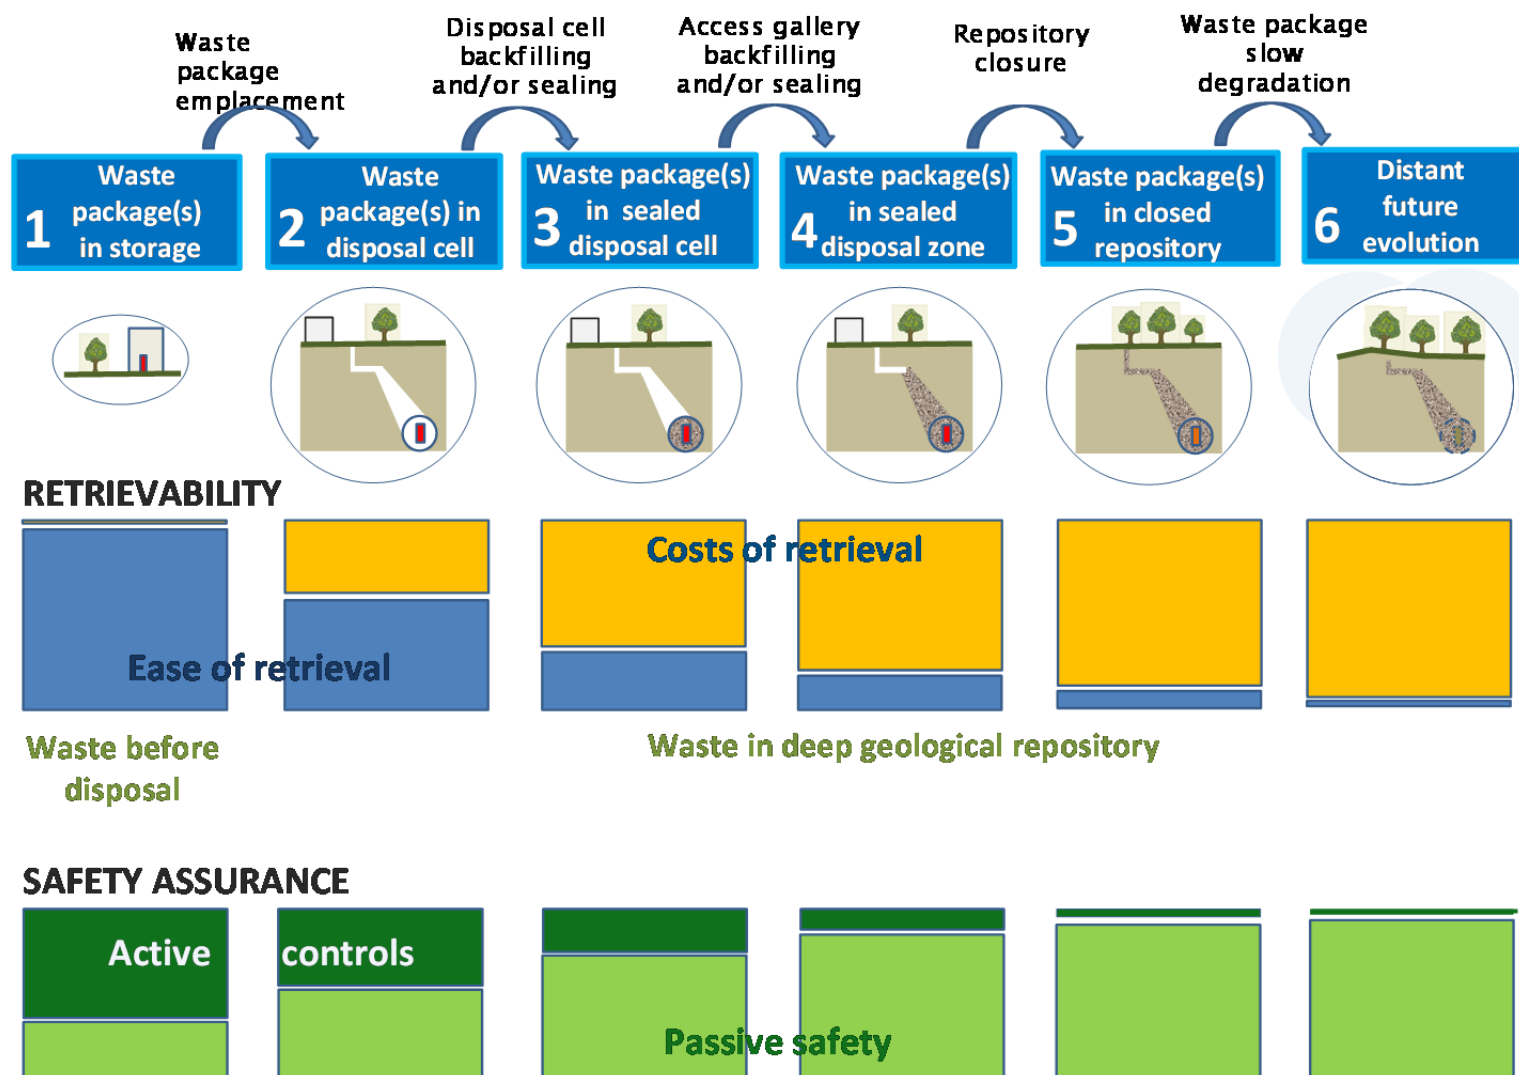 Waste
package
emplacement
Disposal cell
backfilling
and/or sealing
Access gallery
backfilling
and/or sealing
Repository
closure
Waste package
slow
degradation
1
Waste
package(s)
in storage
2
Waste
package(s) in
disposal cell
3
Waste package(s)
in sealed
disposal cell
4
Waste package(s)
in sealed
disposal zone
5
Waste package(s)
in closed
repository
6
Distant
future
evolution
RETRIEVABILITY
Costs of retrieval
Ease of retrieval
Waste before
disposal
Waste in deep geological repository
SAFETY ASSURANCE
Active controls
Passive safety